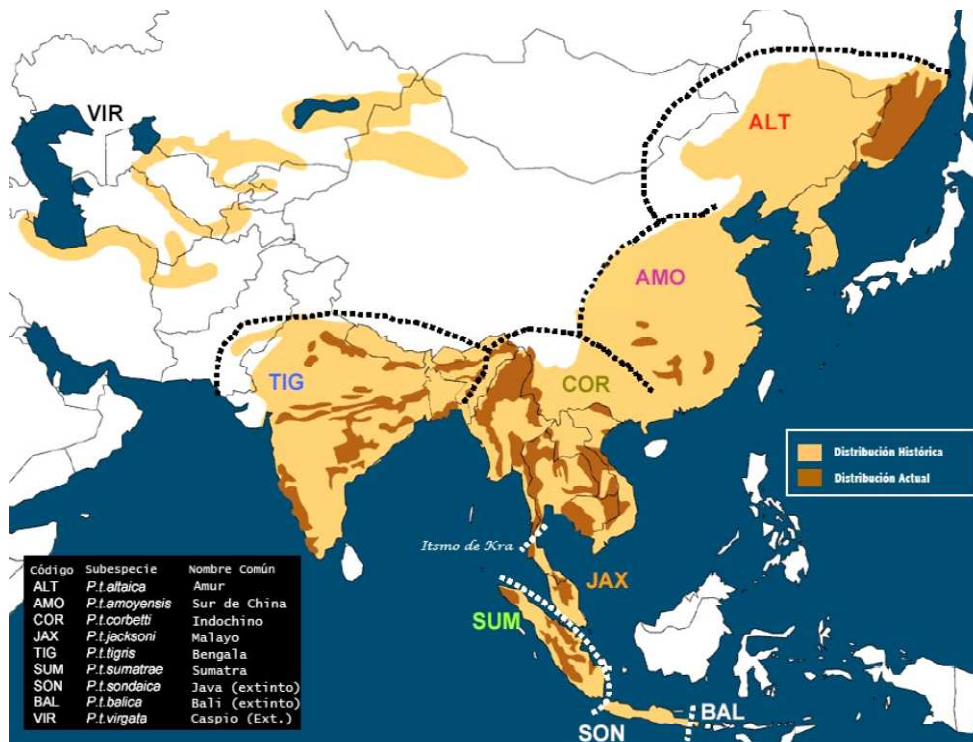 VIR
ALT
AMO
TIG
COR
Distribución Histórica
Distribución Actual
Itsmo de Kra
JAX
SUM
BAL
SON
Código Subespecie Nombre Común
ALT P.t.altaica Amur
AMO P.t.amoyensis Sur de China
COR P.t.corbetti Indochino
JAX P.t.jacksoni Malayo
TIG P.t.tigris Bengala
SUM P.t.sumatrae Sumatra
SON P.t.sondaica Java (extinto)
BAL P.t.balica Bali (extinto)
VIR P.t.virgata Caspio (Ext.)